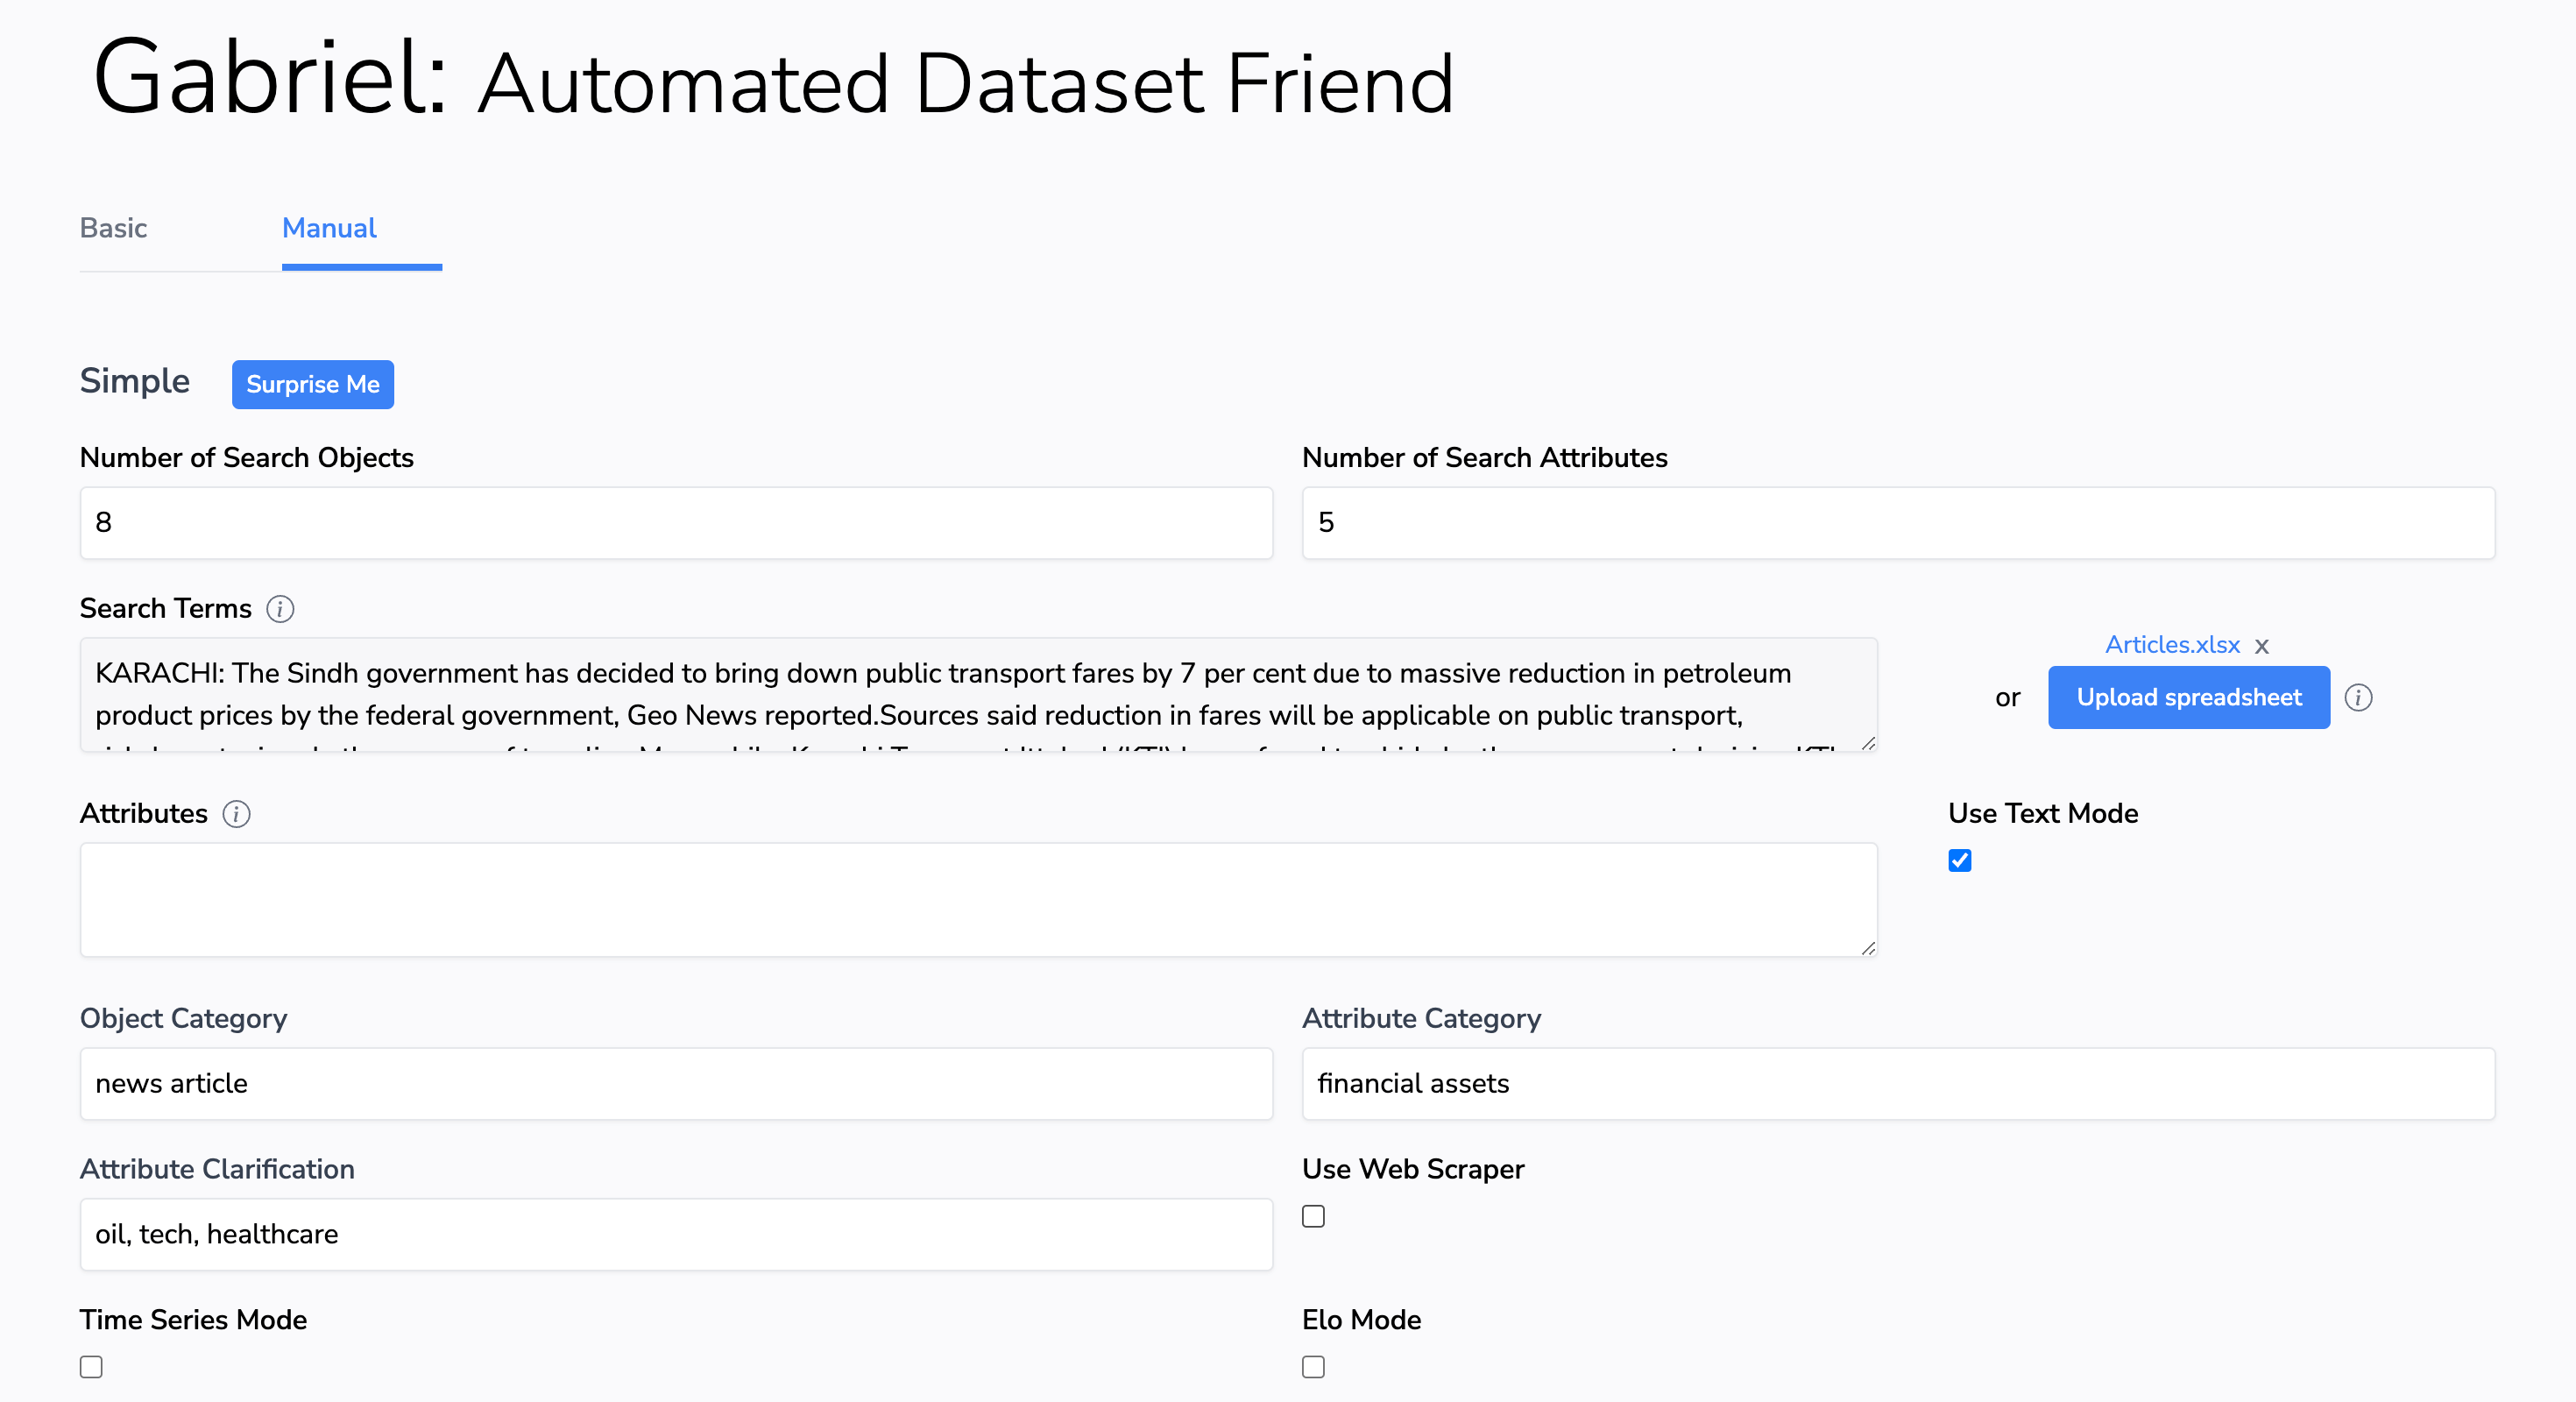 Gabriel: Automated Dataset Friend
Basic
Manual
Simple
Surprise Me
Number of Search Objects
Number of Search Attributes
8
5
Search Terms
KARACHI: The Sindh government has decided to bring down public transport fares by 7 per cent due to massive reduction in petroleum
product prices by the federal government, Geo News reported.Sources said reduction in fares will be applicable on public transport,
Articles.xlsx x
or
Upload spreadsheet
Attributes
Use Text Mode
Object Category
Attribute Category
news article
financial assets
Attribute Clarification
Use Web Scraper
oil, tech, healthcare
Time Series Mode
Elo Mode